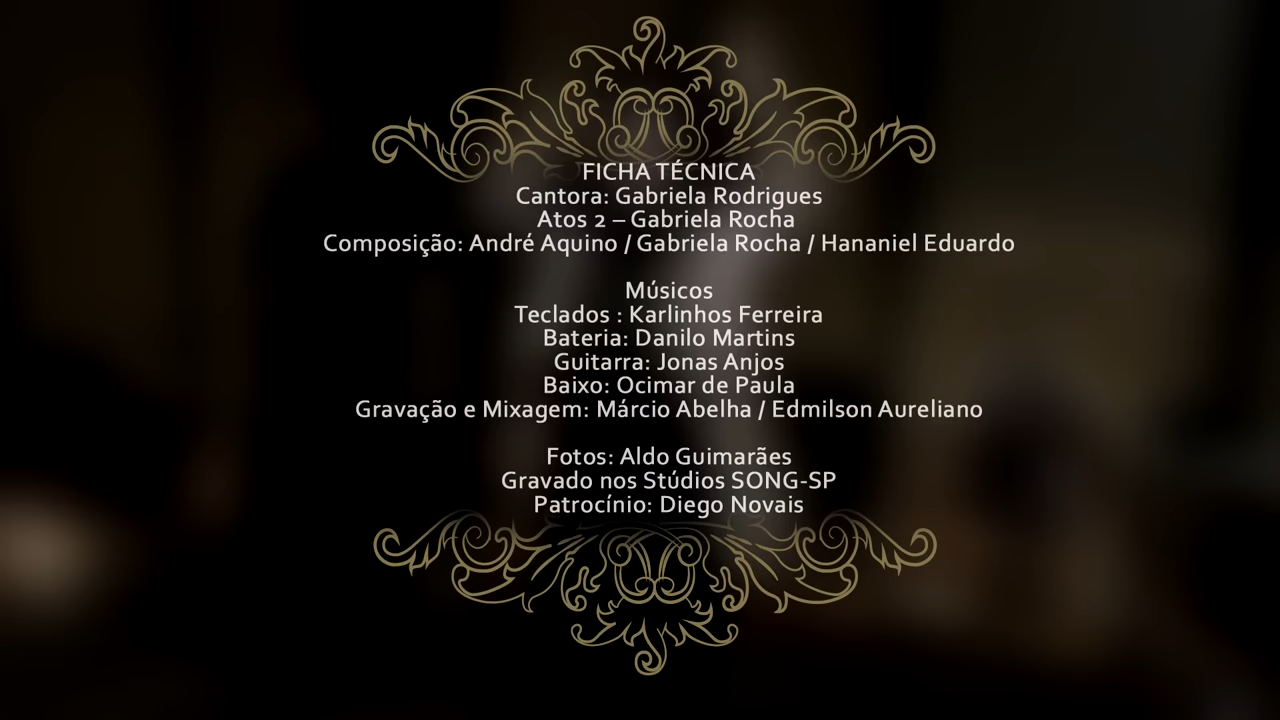 FICHA TÉCNICA
Cantora: Gabriela Rodrigues
Atos 2 – Gabriela Rocha
Composição: André Aquino / Gabriela Rocha / Hananiel Eduardo
Músicos
Teclados : Karlinhos Ferreira
Bateria: Danilo Martins
Guitarra: Jonas Anjos
Baixo: Ocimar de Paula
Gravação e Mixagem: Márcio Abelha / Edmilson Aureliano
Fotos: Aldo Guimarães
Gravado nos Stúdios SONG-SP
Patrocínio: Diego Novais